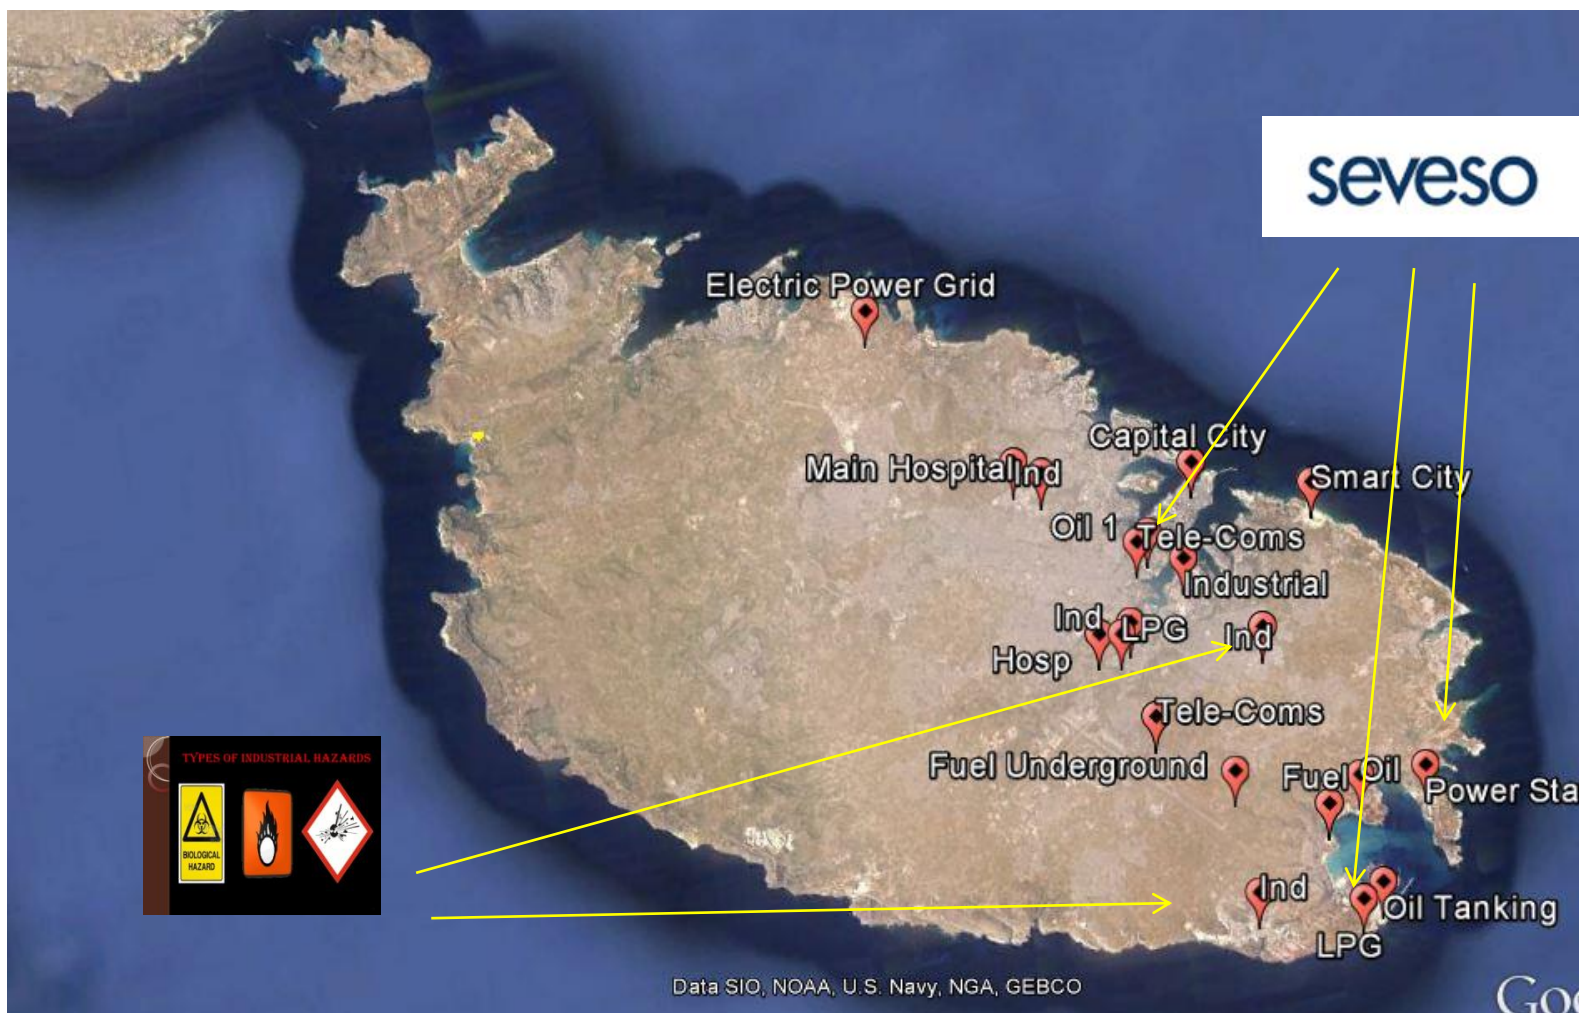 seveso
Electric Power Grid
Capital City
Main Hospital
Ind
Smart City
Oil 1
Tele-Coms
Industrial
Ind
LPG
Ind
Hosp
Tele-Coms
Fuel Underground
Fuel
Oil
Power Sta
TYPES OF INDUSTRIAL HAZARDS
BIOLOGICAL
HAZARD
Ind
Oil Tanking
LPG
Data SIO, NOAA, U.S. Navy, NGA, GEBCO
Goo